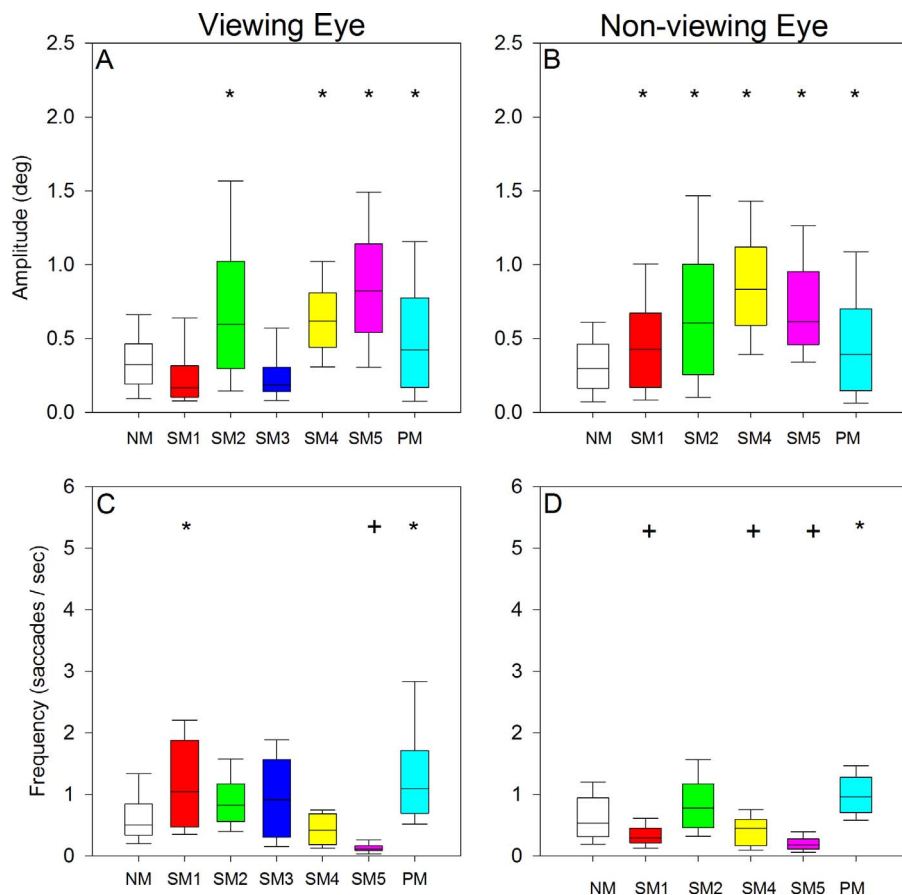 Viewing Eye
Non-viewing Eye
A
B
Amplitude (deg)
2.5
2.0
1.5
1.0
0.5
0.0
* * * *
NM SM1 SM2 SM3 SM4 SM5 PM
2.5
2.0
1.5
1.0
0.5
0.0
* * * * *
NM SM1 SM2 SM4 SM5 PM
C
D
Frequency (saccades / sec)
6
5
4
3
2
1
0
* + *
NM SM1 SM2 SM3 SM4 SM5 PM
6
5
4
3
2
1
0
+ + + *
NM SM1 SM2 SM4 SM5 PM